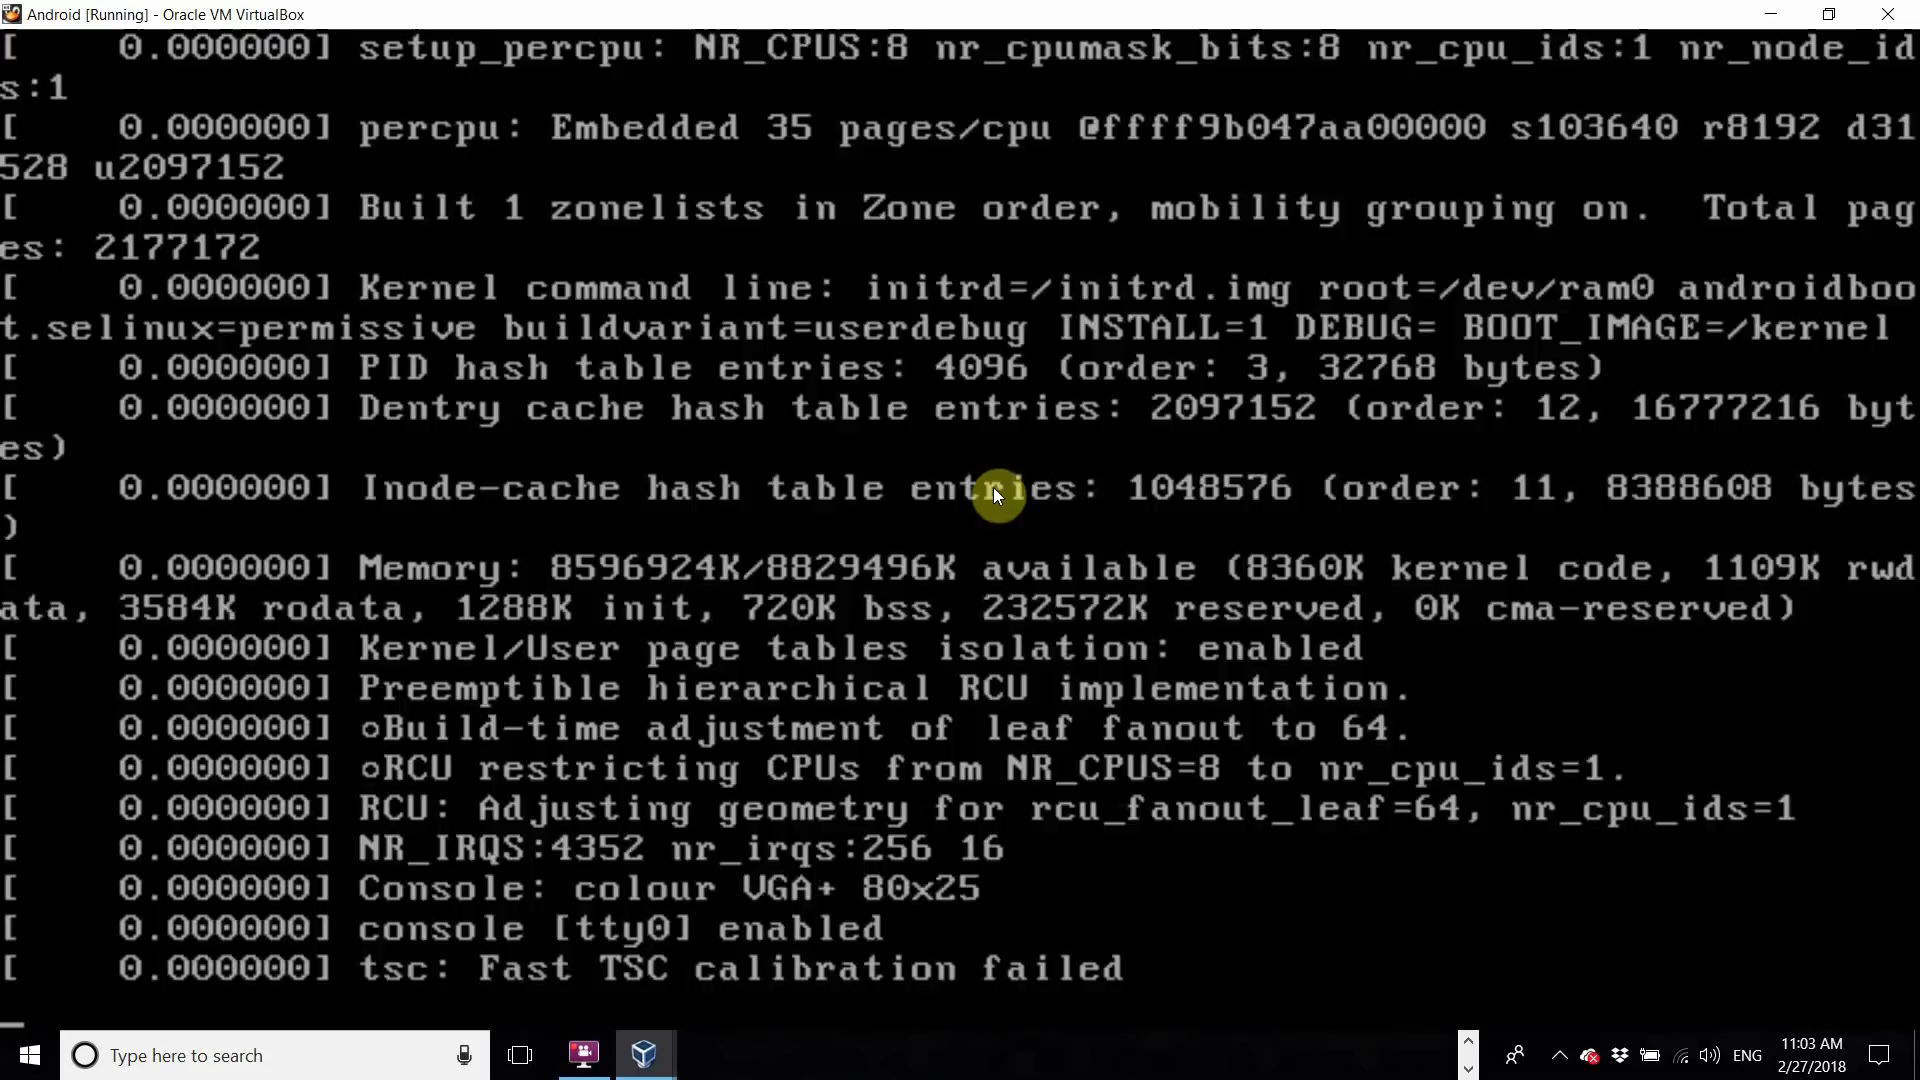 Android [Running] - Oracle VM VirtualBox
[    0.000000] setup_percpu: NR_CPUS:8 nr_cpumask_bits:8 nr_cpu_ids:1 nr_node_id
s:1
[    0.000000] percpu: Embedded 35 pages/cpu @ffff9b047aa00000 s103640 r8192 d31
528 u2097152
[    0.000000] Built 1 zonelists in Zone order, mobility grouping on.  Total pag
es: 2177172
[    0.000000] Kernel command line: initrd=/initrd.img root=/dev/ram0 androidboo
t.selinux=permissive buildvariant=userdebug INSTALL=1 DEBUG= BOOT_IMAGE=/kernel
[    0.000000] PID hash table entries: 4096 (order: 3, 32768 bytes)
[    0.000000] Dentry cache hash table entries: 2097152 (order: 12, 16777216 byt
es)
[    0.000000] Inode-cache hash table entries: 1048576 (order: 11, 8388608 bytes
)
[    0.000000] Memory: 8596924K/8829496K available (8360K kernel code, 1109K rwd
ata, 3584K rodata, 1288K init, 720K bss, 232572K reserved, 0K cma-reserved)
[    0.000000] Kernel/User page tables isolation: enabled
[    0.000000] Preemptible hierarchical RCU implementation.
[    0.000000] oBuild-time adjustment of leaf fanout to 64.
[    0.000000] oRCU restricting CPUs from NR_CPUS=8 to nr_cpu_ids=1.
[    0.000000] RCU: Adjusting geometry for rcu_fanout_leaf=64, nr_cpu_ids=1
[    0.000000] NR_IRQS:4352 nr_irqs:256 16
[    0.000000] Console: colour VGA+ 80x25
[    0.000000] console [tty0] enabled
[    0.000000] tsc: Fast TSC calibration failed
Type here to search
ENG
11:03 AM
2/27/2018